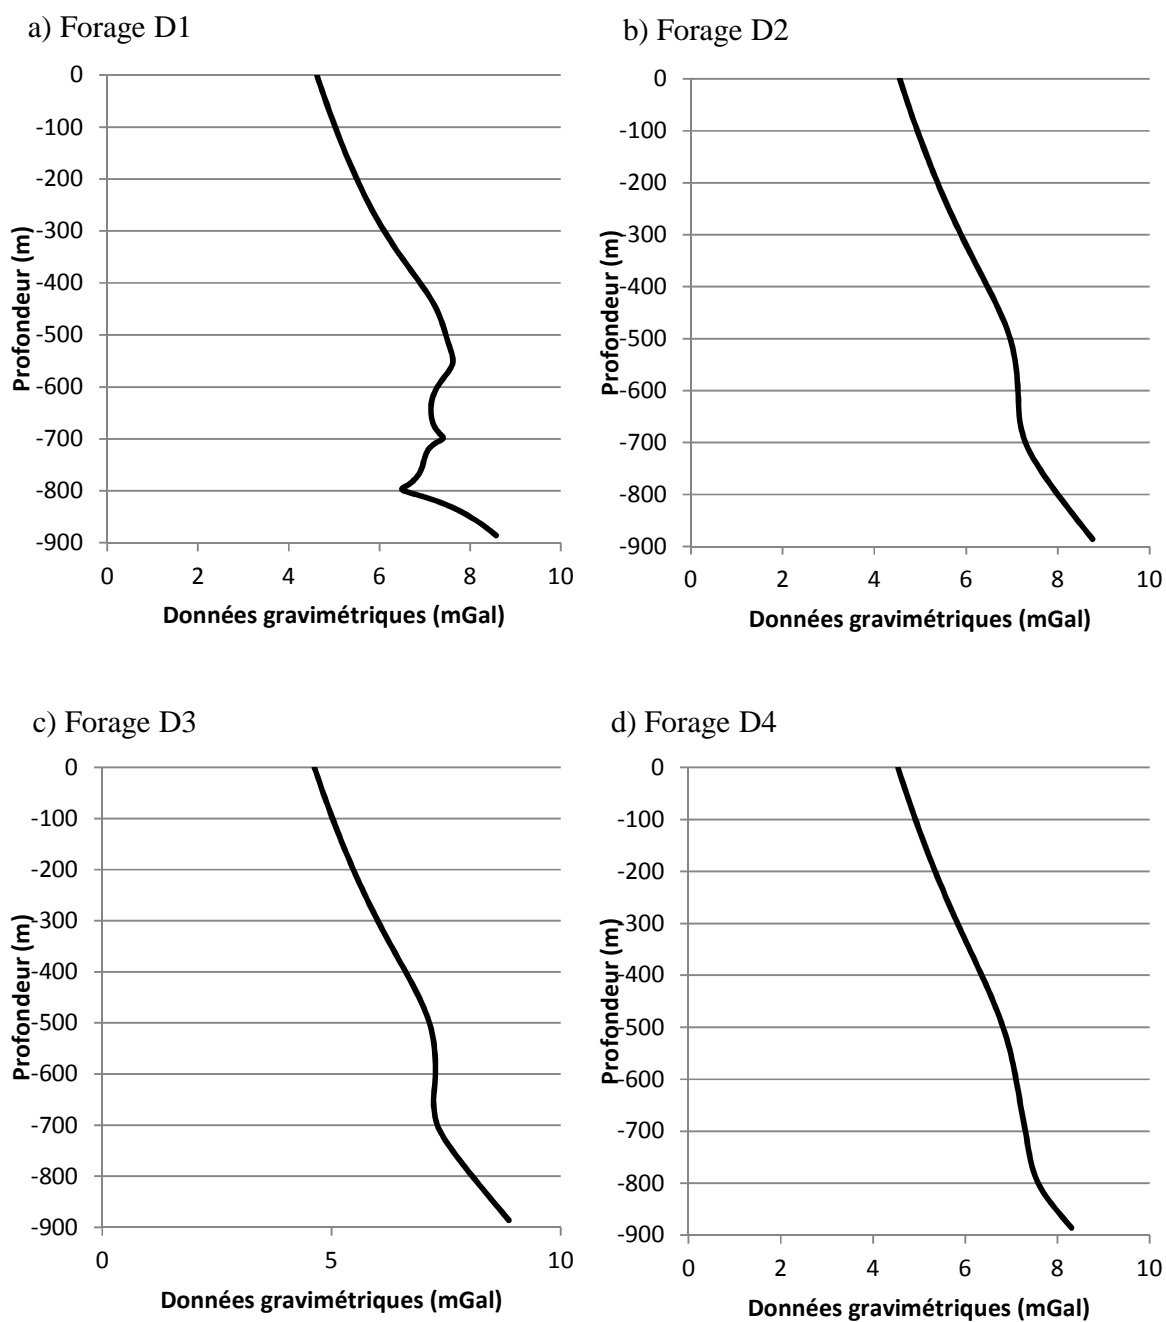 a) Forage D1
0
-100
-200
-300
-400
-500
-600
-700
-800
-900
Profondeur (m)
0 2 4 6 8 10
Données gravimétriques (mGal)
b) Forage D2
0
-100
-200
-300
-400
-500
-600
-700
-800
-900
Profondeur (m)
0 2 4 6 8 10
Données gravimétriques (mGal)
c) Forage D3
0
-100
-200
-300
-400
-500
-600
-700
-800
-900
Profondeur (m)
0 5 10
Données gravimétriques (mGal)
d) Forage D4
0
-100
-200
-300
-400
-500
-600
-700
-800
-900
Profondeur (m)
0 2 4 6 8 10
Données gravimétriques (mGal)